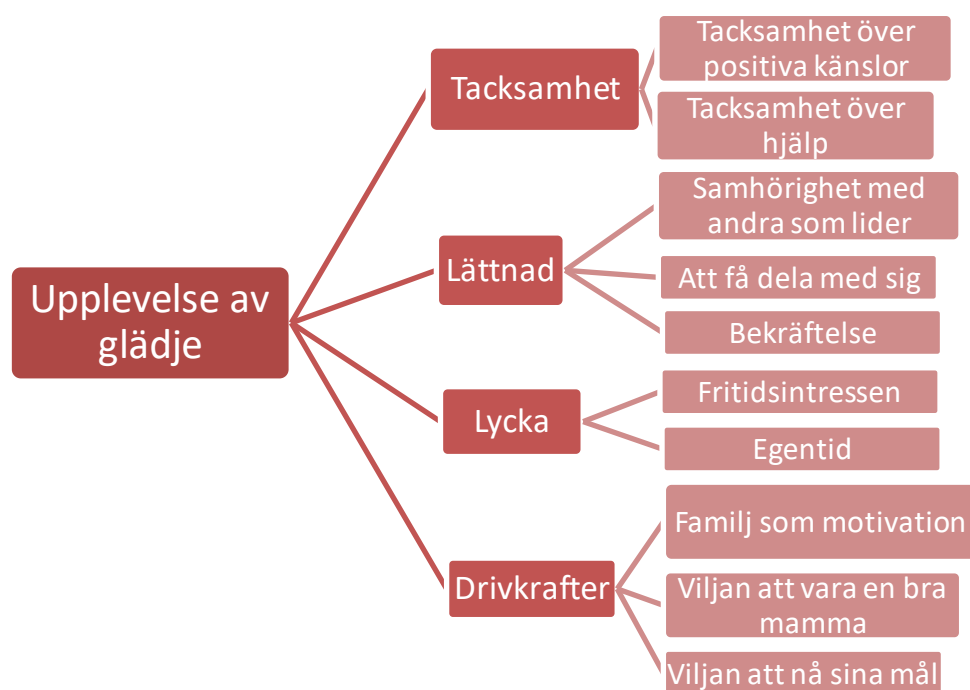 Upplevelse av
glädje
Tacksamhet
Tacksamhet över
positiva känslor
Tacksamhet över
hjälp
Lättnad
Samhörighet med
andra som lider
Att få dela med sig
Bekräftelse
Lycka
Fritidsintressen
Egentid
Drivkrafter
Familj som motivation
Viljan att vara en bra
mamma
Viljan att nå sina mål